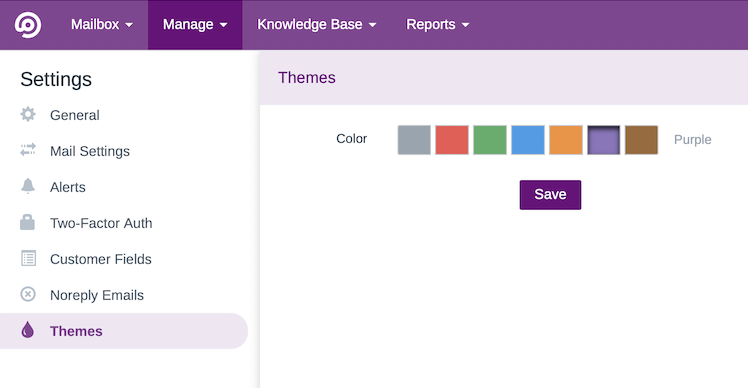 Mailbox Manage Knowledge Base Reports
Settings
General
Mail Settings
Alerts
Two-Factor Auth
Customer Fields
Noreply Emails
Themes
Themes
Color Purple
Save